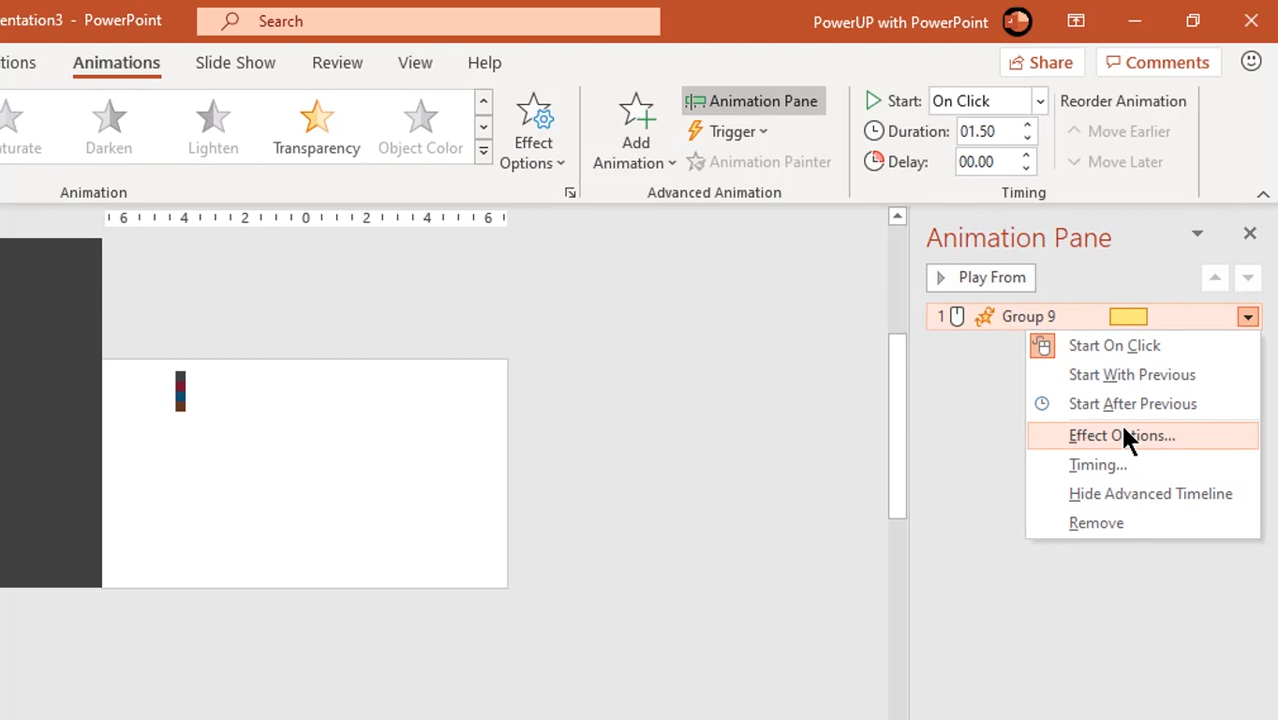 entation3 - PowerPoint
Search
PowerUP with PowerPoint
tions
Animations
Slide Show
Review
View
Help
Share
Comments
turate
Darken
Lighten
Transparency
Object Color
Effect
Options
Add
Animation
Animation Pane
Trigger
Animation Painter
Start: On Click
Duration: 01.50
Delay: 00.00
Reorder Animation
Move Earlier
Move Later
Animation
Advanced Animation
Timing
6 4 2 0 2 4 6
Animation Pane
Play From
1 Group 9
Start On Click
Start With Previous
Start After Previous
Effect Options...
Timing...
Hide Advanced Timeline
Remove